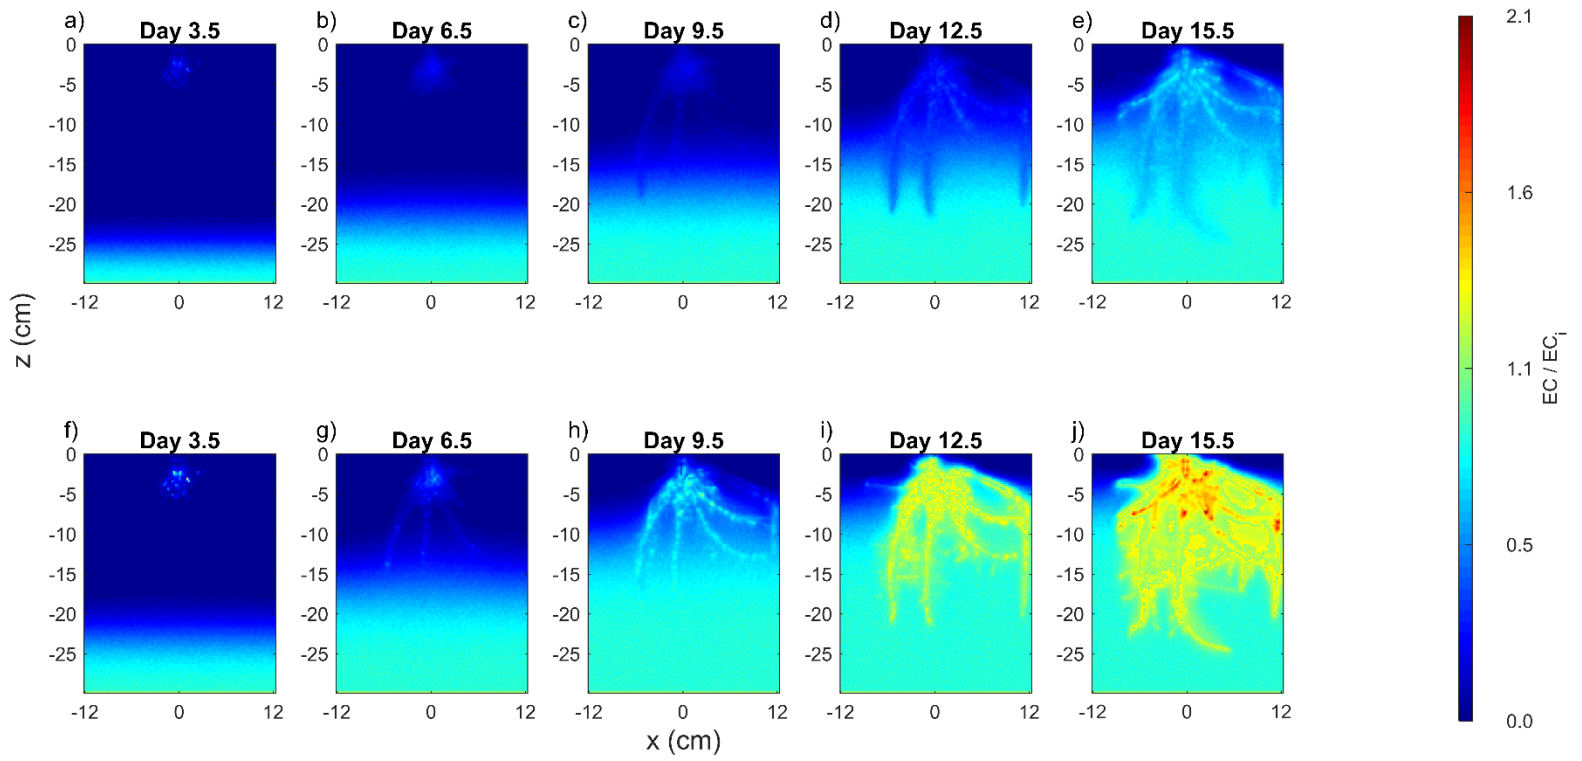 a) Day 3.5
b) Day 6.5
c) Day 9.5
d) Day 12.5
e) Day 15.5
0 0 0 0 0
-5 -5 -5 -5 -5
-10 -10 -10 -10 -10
-15 -15 -15 -15 -15
-20 -20 -20 -20 -20
-25 -25 -25 -25 -25
-12 0 12 -12 0 12 -12 0 12 -12 0 12 -12 0 12
z (cm)
f) Day 3.5
g) Day 6.5
h) Day 9.5
i) Day 12.5
j) Day 15.5
0 0 0 0 0
-5 -5 -5 -5 -5
-10 -10 -10 -10 -10
-15 -15 -15 -15 -15
-20 -20 -20 -20 -20
-25 -25 -25 -25 -25
-12 0 12 -12 0 12 -12 0 12 -12 0 12 -12 0 12
x (cm)
2.1
1.6
1.1
0.5
0.0
EC / ECi